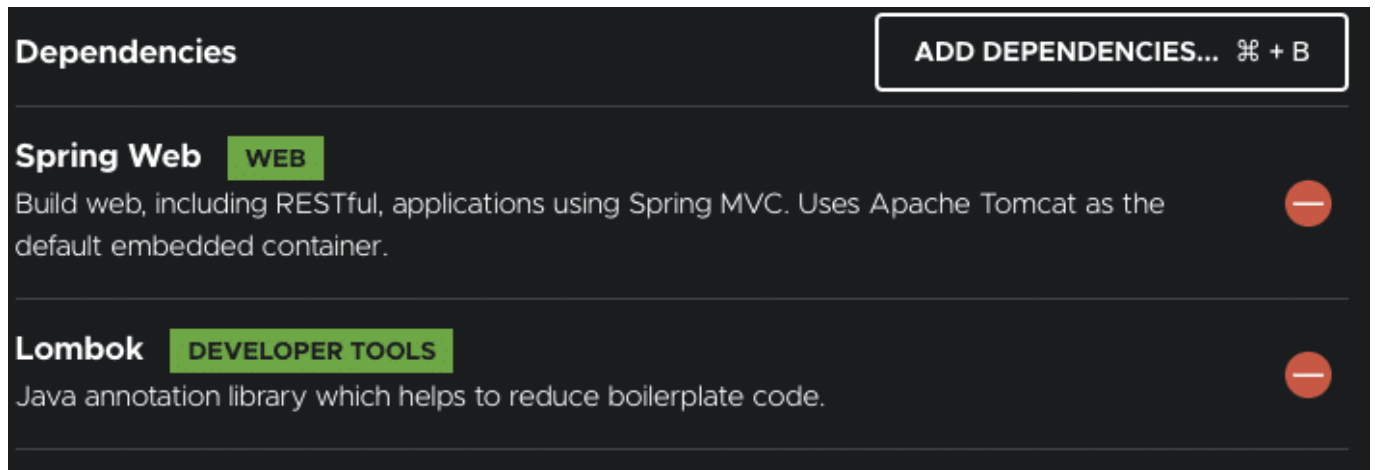 Dependencies
ADD DEPENDENCIES... ⌘ + B
Spring Web WEB
Build web, including RESTful, applications using Spring MVC. Uses Apache Tomcat as the
default embedded container.
Lombok DEVELOPER TOOLS
Java annotation library which helps to reduce boilerplate code.